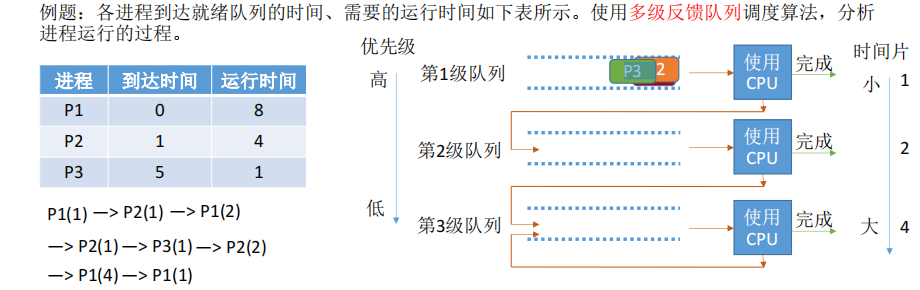 例题：各进程到达就绪队列的时间、需要的运行时间如下表所示。使用多级反馈队列调度算法，分析
进程运行的过程。
进程 到达时间 运行时间
P1 0 8
P2 1 4
P3 5 1
P1(1) —> P2(1) —> P1(2)
—> P2(1) —> P3(1) —> P2(2)
—> P1(4) —> P1(1)
优先级
高
低
第1级队列
P3 2
使用
CPU
完成
第2级队列
使用
CPU
完成
第3级队列
使用
CPU
完成
时间片
小 1
2
大 4